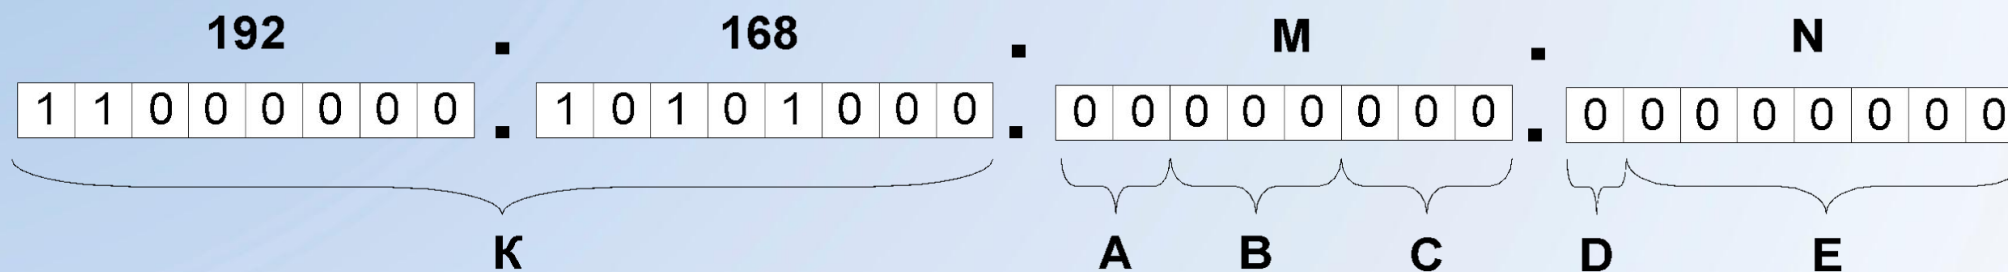 192 . 168 . M . N
1 1 0 0 0 0 0 0 . 1 0 1 0 1 0 0 0 . 0 0 0 0 0 0 0 0 . 0 0 0 0 0 0 0 0
K A B C D E